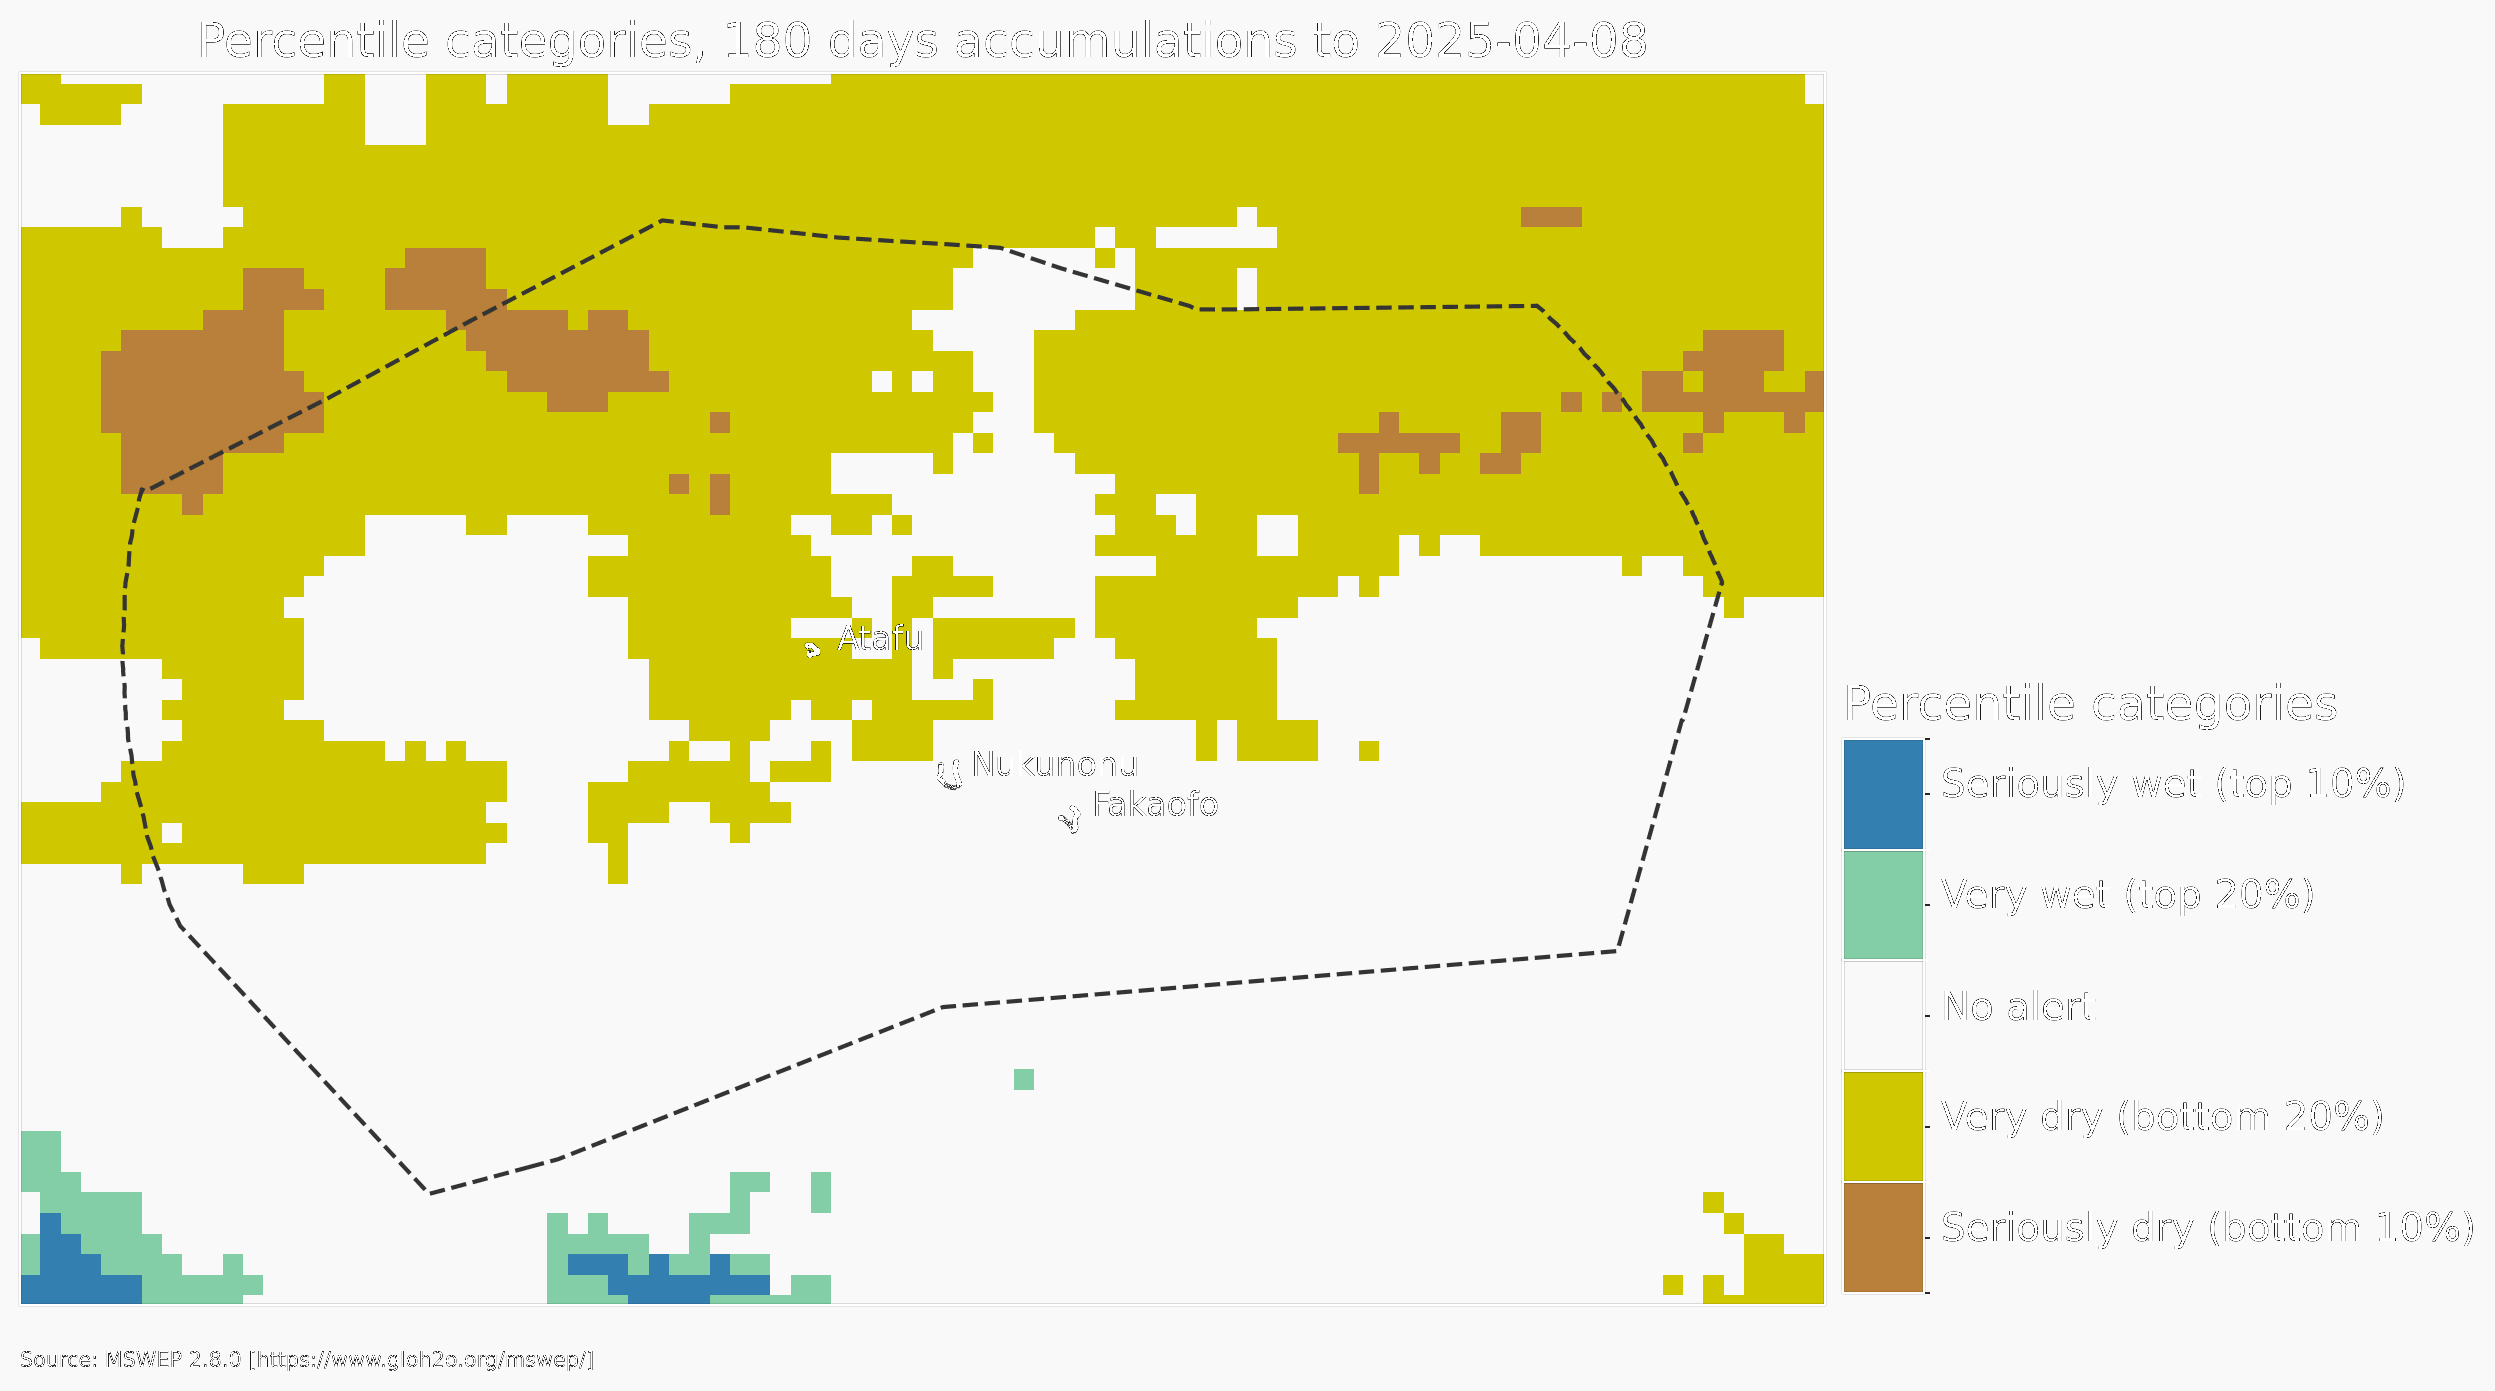 Percentile categories, 180 days accumulations to 2025-04-08
Atafu
Nukunonu
Fakaofo
Percentile categories
Seriously wet (top 10%)
Very wet (top 20%)
No alert
Very dry (bottom 20%)
Seriously dry (bottom 10%)
Source: MSWEP 2.8.0 [https://www.gloh2o.org/mswep/]